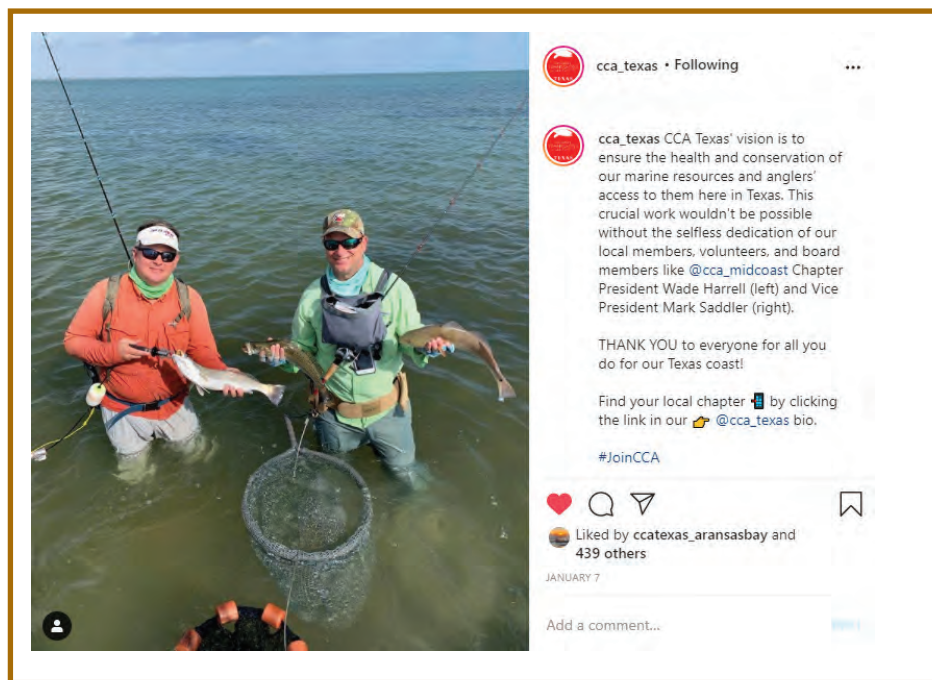 cca_texas • Following
TEXAS
cca_texas CCA Texas' vision is to
ensure the health and conservation of
our marine resources and anglers'
access to them here in Texas. This
crucial work wouldn't be possible
without the selfless dedication of our
local members, volunteers, and board
members like @cca_midcoast Chapter
President Wade Harrell (left) and Vice
President Mark Saddler (right).
THANK YOU to everyone for all you
do for our Texas coast!
Find your local chapter 📲 by clicking
the link in our 👉 @cca_texas bio.
#JoinCCA
Liked by ccatexas_aransasbay and
439 others
JANUARY 7
Add a comment...